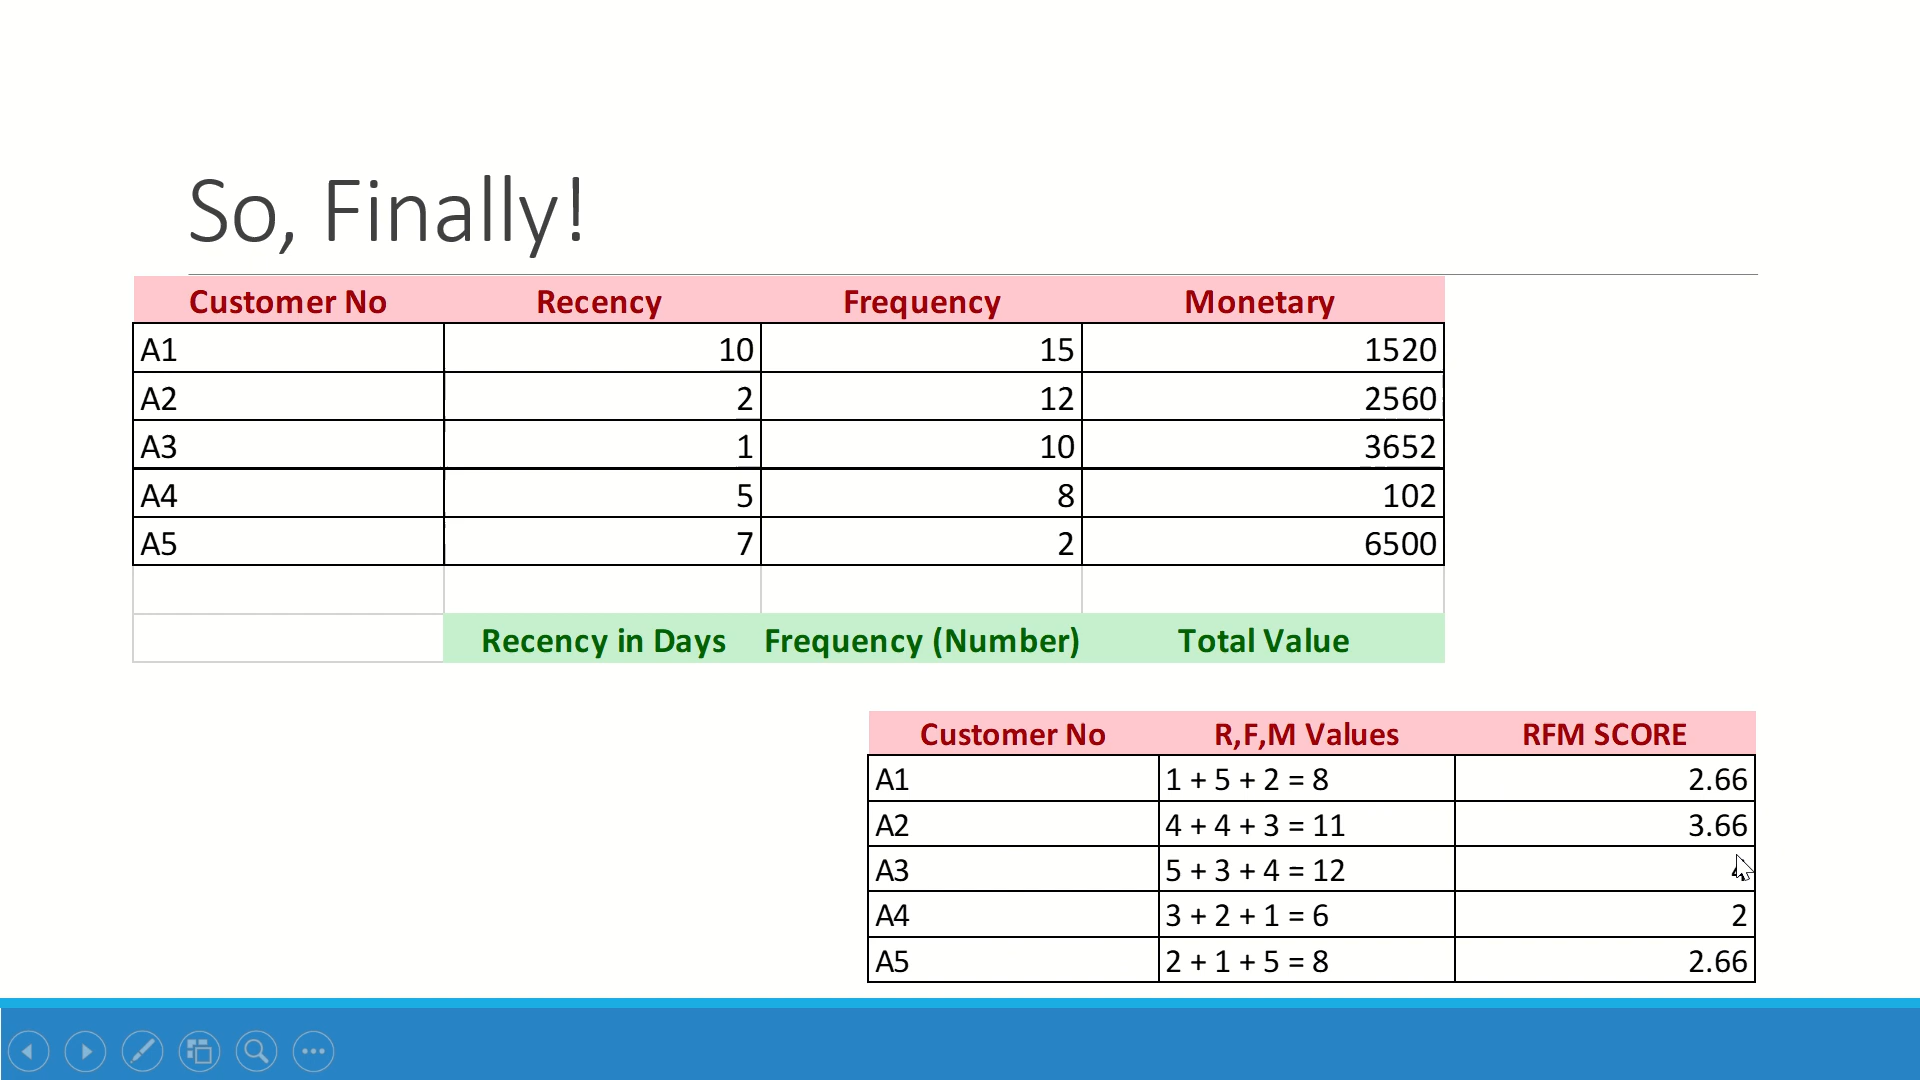 So, Finally!
Customer No Recency Frequency Monetary
A1 10 15 1520
A2 2 12 2560
A3 1 10 3652
A4 5 8 102
A5 7 2 6500
Recency in Days Frequency (Number) Total Value
Customer No R,F,M Values RFM SCORE
A1 1 + 5 + 2 = 8 2.66
A2 4 + 4 + 3 = 11 3.66
A3 5 + 3 + 4 = 12
A4 3 + 2 + 1 = 6 2
A5 2 + 1 + 5 = 8 2.66